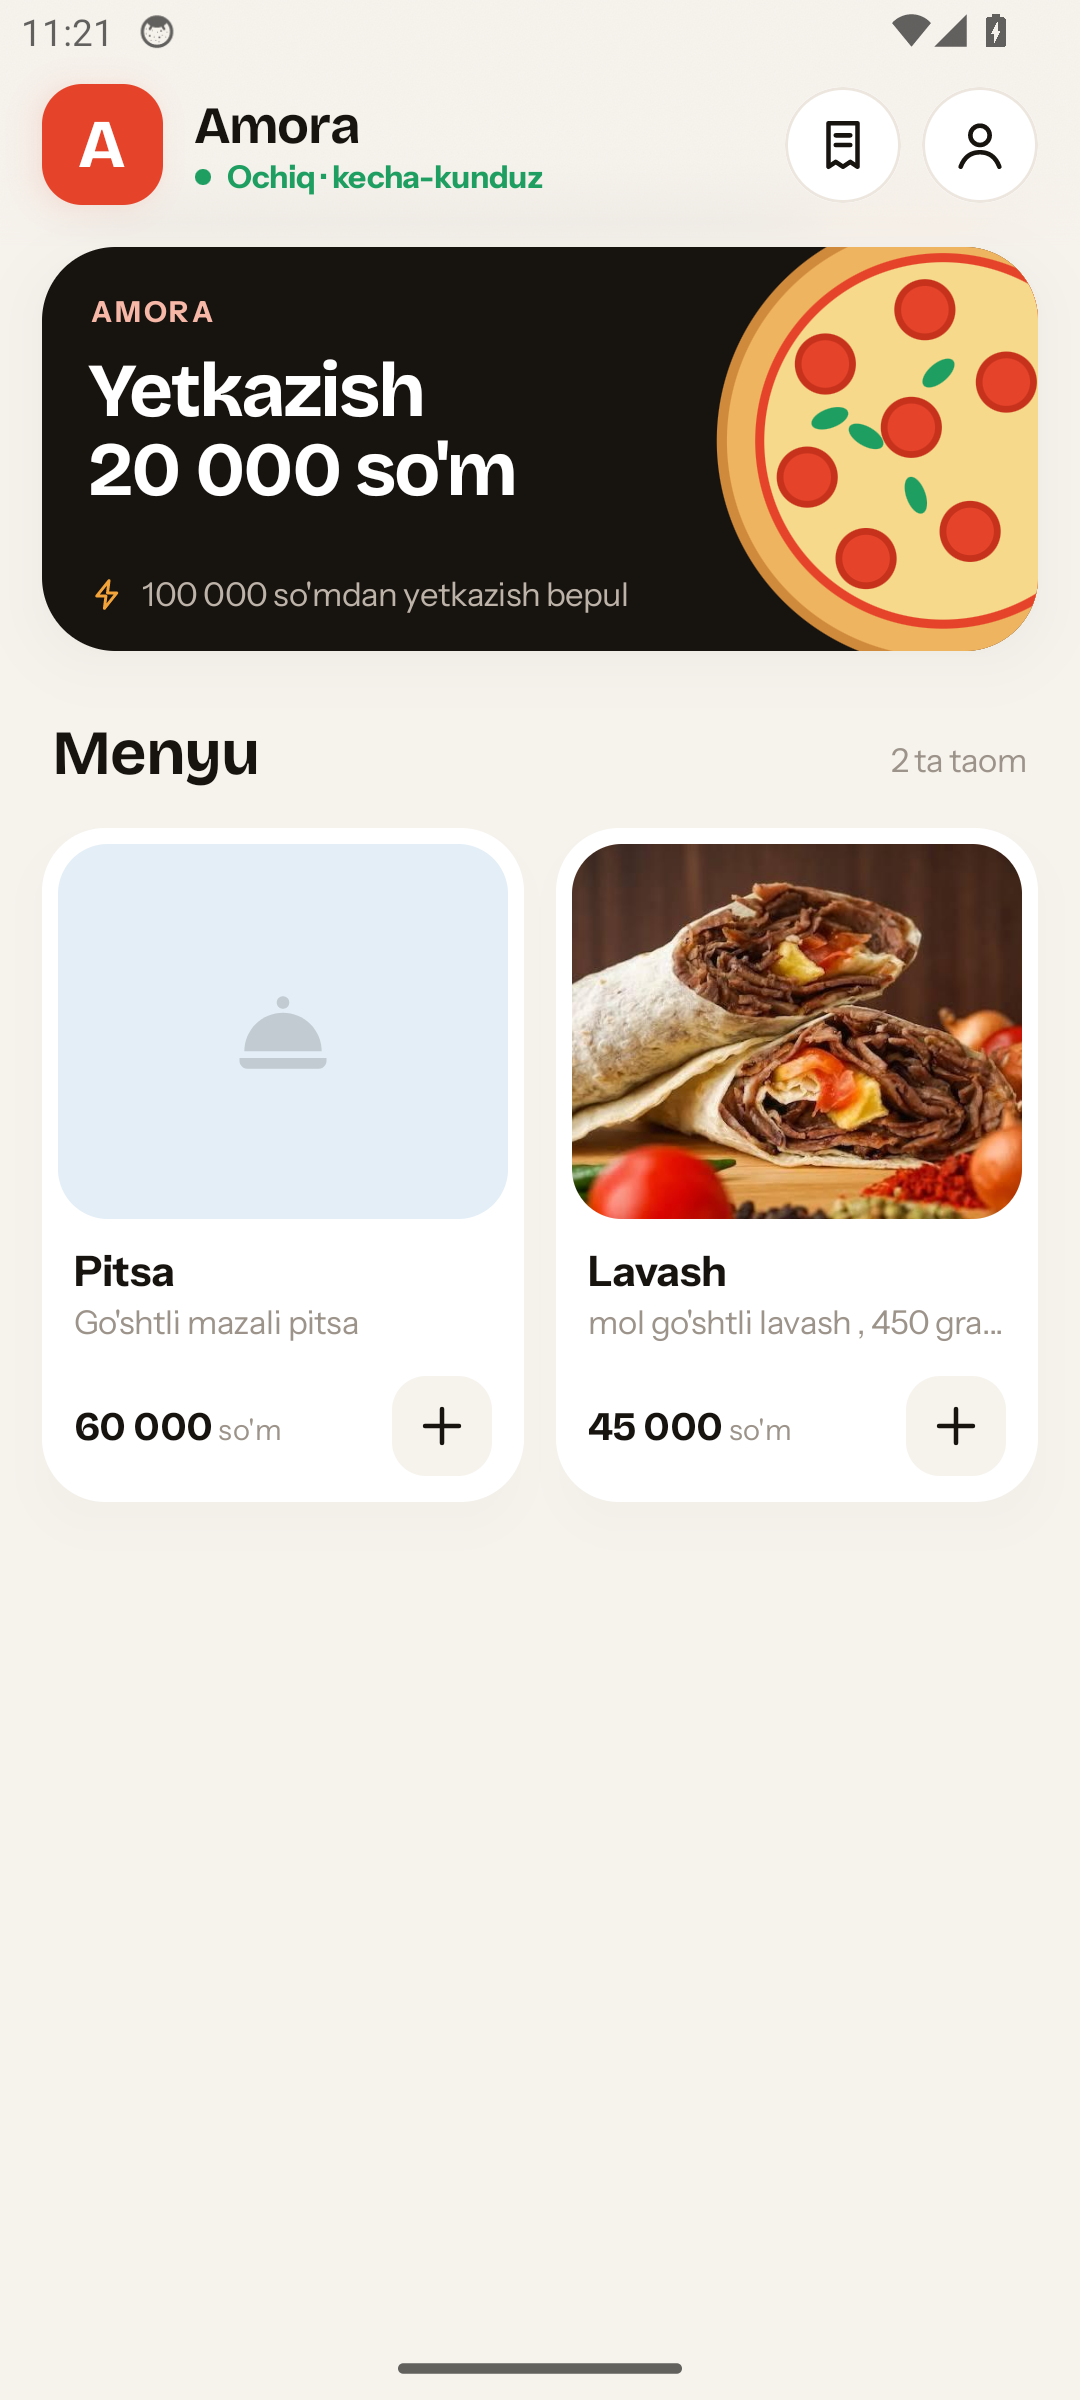 11:21
A
Amora
Ochiq · kecha-kunduz
AMORA
Yetkazish
20 000 so'm
100 000 so'mdan yetkazish bepul
Menyu
2 ta taom
Pitsa
Go'shtli mazali pitsa
60 000 so'm
Lavash
mol go'shtli lavash , 450 gra...
45 000 so'm